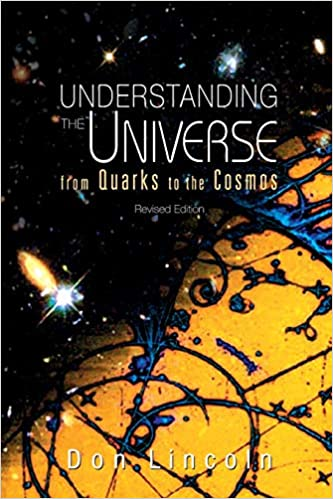 UNDERSTANDING
THE UNIVERSE
from Quarks to the Cosmos
Revised Edition
Don Lincoln